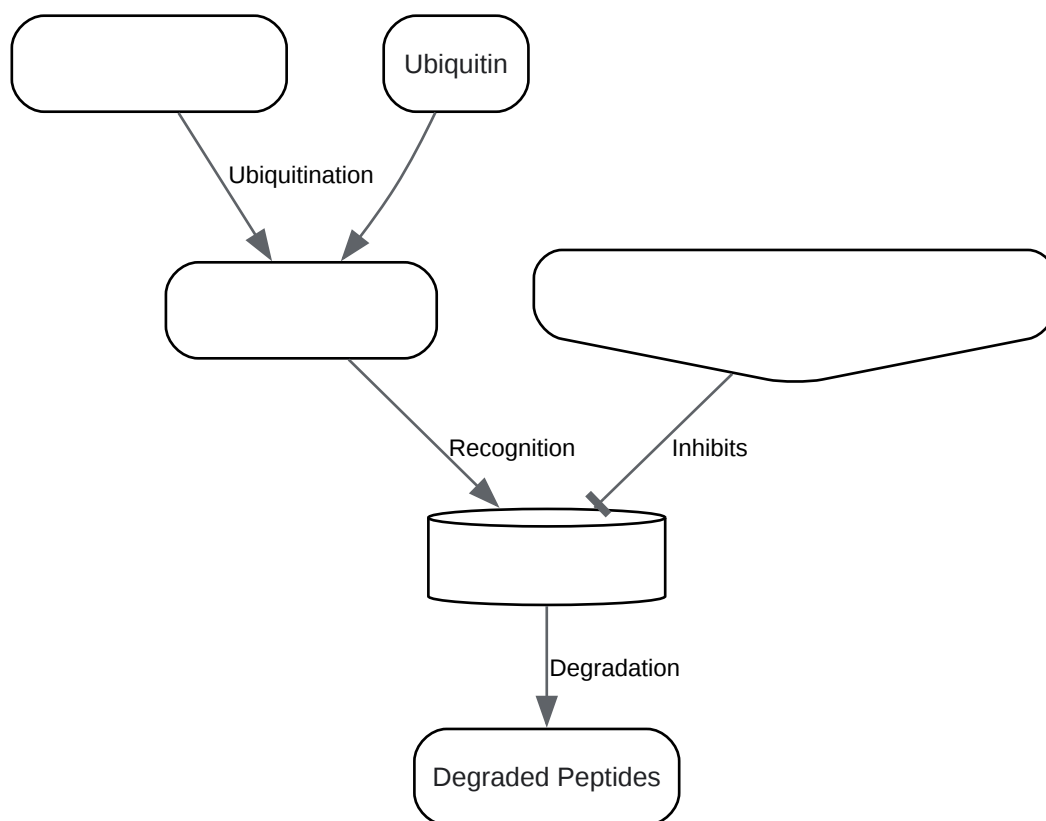 Ubiquitin
Ubiquitination
Recognition
Inhibits
Degradation
Degraded Peptides